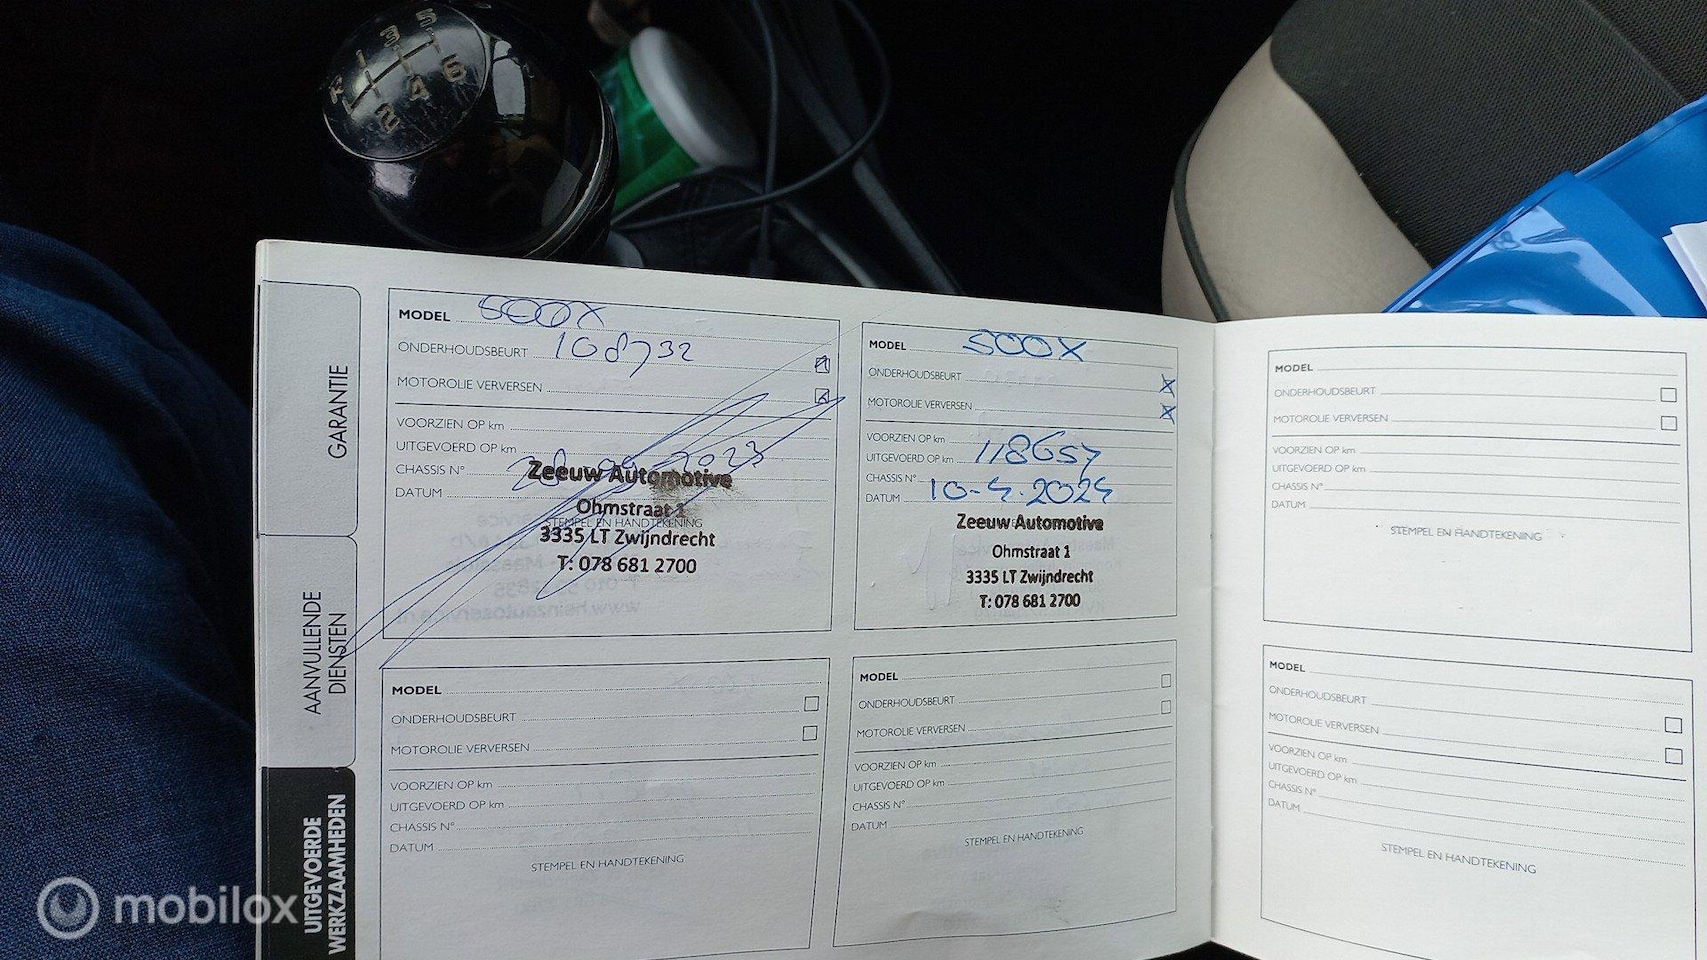 1 3 5
R 2 4 6
GARANTIE
AANVULLENDE
DIENSTEN
UITGEVOERDE
WERKZAAMHEDEN
MODEL 500X
ONDERHOUDSBEURT 108732
MOTOROLIE VERVERSEN
VOORZIEN OP km
UITGEVOERD OP km
CHASSIS N°
DATUM
2023
Zeeuw Automotive
Ohmstraat 1
STEMPEL EN HANDTEKENING
3335 LT Zwijndrecht
T: 078 681 2700
MODEL 500X
ONDERHOUDSBEURT X
MOTOROLIE VERVERSEN X
VOORZIEN OP km
UITGEVOERD OP km 118657
CHASSIS N°
DATUM 10-4-2024
Zeeuw Automotive
Ohmstraat 1
3335 LT Zwijndrecht
T: 078 681 2700
MODEL
ONDERHOUDSBEURT
MOTOROLIE VERVERSEN
VOORZIEN OP km
UITGEVOERD OP km
CHASSIS N°
DATUM
STEMPEL EN HANDTEKENING
MODEL
ONDERHOUDSBEURT
MOTOROLIE VERVERSEN
VOORZIEN OP km
UITGEVOERD OP km
CHASSIS N°
DATUM
STEMPEL EN HANDTEKENING
MODEL
ONDERHOUDSBEURT
MOTOROLIE VERVERSEN
VOORZIEN OP km
UITGEVOERD OP km
CHASSIS N°
DATUM
STEMPEL EN HANDTEKENING
MODEL
ONDERHOUDSBEURT
MOTOROLIE VERVERSEN
VOORZIEN OP km
UITGEVOERD OP km
CHASSIS N°
DATUM
STEMPEL EN HANDTEKENING
mobilox